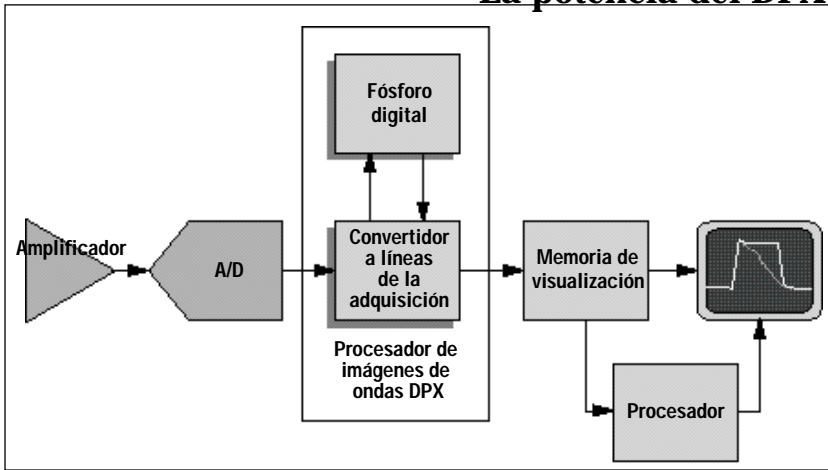 La potencia del DPX
Fósforo
digital
Amplificador
A/D
Convertidor
a líneas
de la
adquisición
Memoria de
visualización
Procesador de
imágenes de
ondas DPX
Procesador